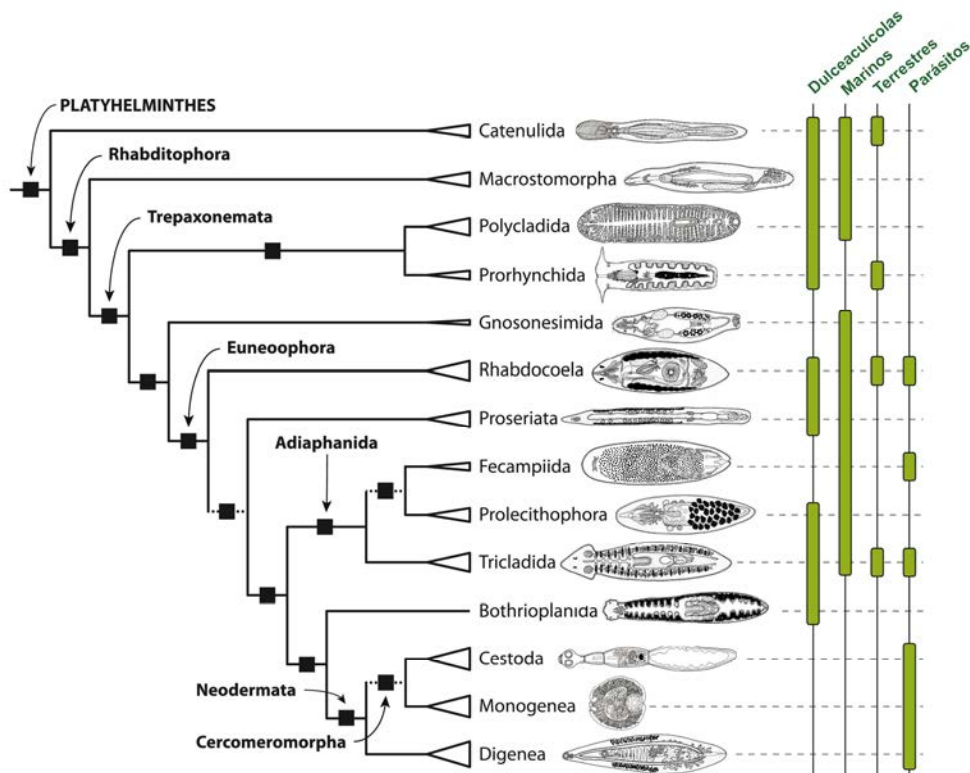 Dulceacuícolas
Marinos
Terrestres
Parásitos
PLATYHELMINTHES
Catenulida
Rhabditophora
Macrostomorpha
Trepaxonemata
Polycladida
Prorhynchida
Gnosonesimida
Euneoophora
Rhabdocoela
Proseriata
Adiaphanida
Fecampiida
Prolecithophora
Tricladida
Bothrioplanida
Cestoda
Neodermata
Monogenea
Cercomeromorpha
Digenea